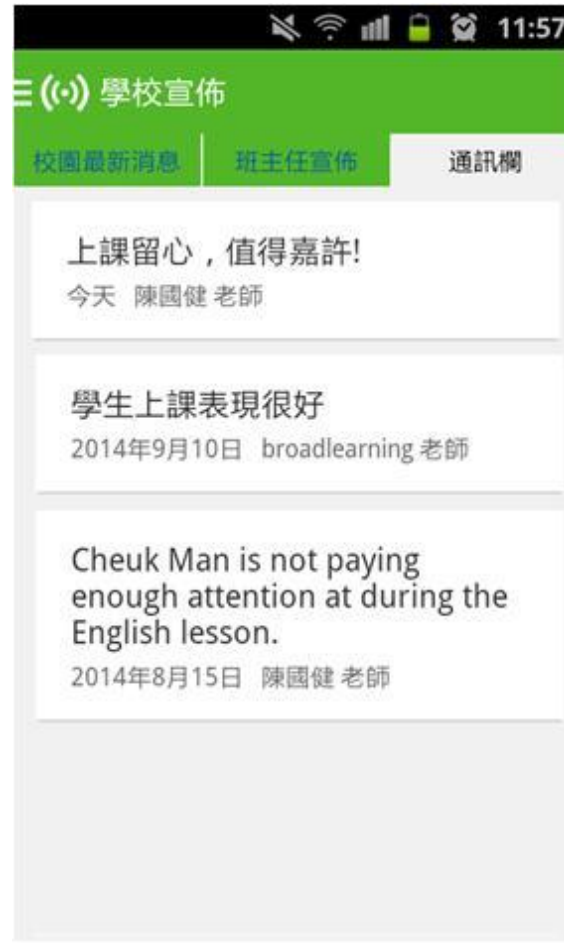 11:57
學校宣佈
校園最新消息 班主任宣佈 通訊欄
上課留心，值得嘉許!
今天 陳國健 老師
學生上課表現很好
2014年9月10日 broadlearning 老師
Cheuk Man is not paying
enough attention at during the
English lesson.
2014年8月15日 陳國健 老師